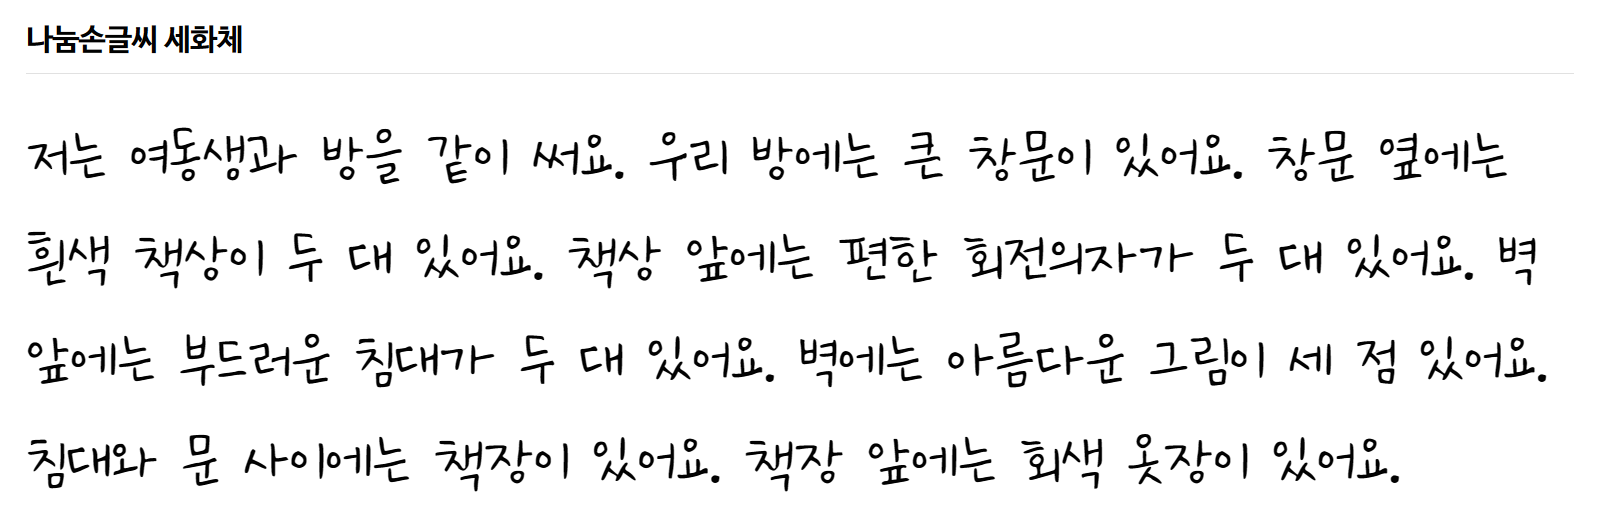 나눔손글씨 세화체
저는 여동생과 방을 같이 써요. 우리 방에는 큰 창문이 있어요. 창문 옆에는
흰색 책상이 두 대 있어요. 책상 앞에는 편한 회전의자가 두 대 있어요. 벽
앞에는 부드러운 침대가 두 대 있어요. 벽에는 아름다운 그림이 세 점 있어요.
침대와 문 사이에는 책장이 있어요. 책장 앞에는 회색 옷장이 있어요.